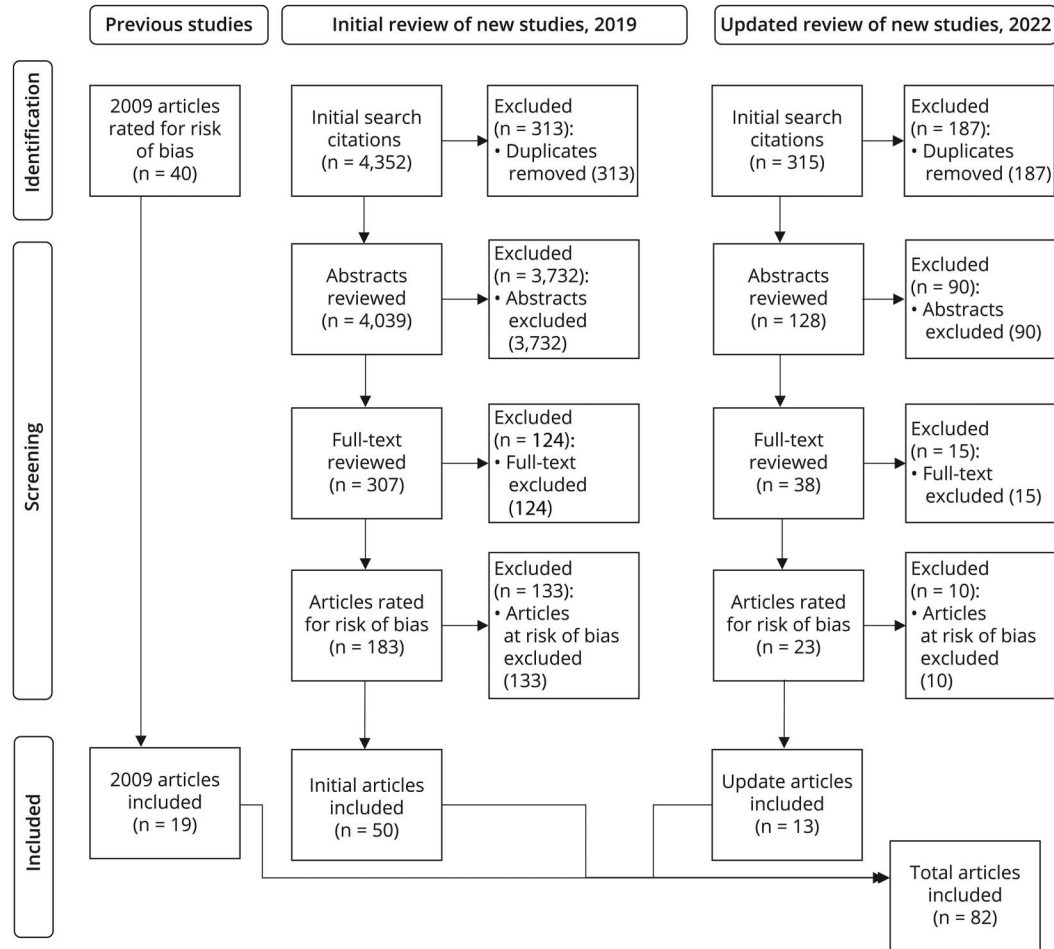 Previous studies
Initial review of new studies, 2019
Updated review of new studies, 2022
Identification
2009 articles
rated for risk
of bias
(n = 40)
Initial search
citations
(n = 4,352)
Excluded
(n = 313):
• Duplicates
removed (313)
Initial search
citations
(n = 315)
Excluded
(n = 187):
• Duplicates
removed (187)
Screening
Abstracts
reviewed
(n = 4,039)
Excluded
(n = 3,732):
• Abstracts
excluded
(3,732)
Abstracts
reviewed
(n = 128)
Excluded
(n = 90):
• Abstracts
excluded (90)
Full-text
reviewed
(n = 307)
Excluded
(n = 124):
• Full-text
excluded
(124)
Full-text
reviewed
(n = 38)
Excluded
(n = 15):
• Full-text
excluded (15)
Articles rated
for risk of bias
(n = 183)
Excluded
(n = 133):
• Articles
at risk of bias
excluded
(133)
Articles rated
for risk of bias
(n = 23)
Excluded
(n = 10):
• Articles
at risk of bias
excluded
(10)
Included
2009 articles
included
(n = 19)
Initial articles
included
(n = 50)
Update articles
included
(n = 13)
Total articles
included
(n = 82)